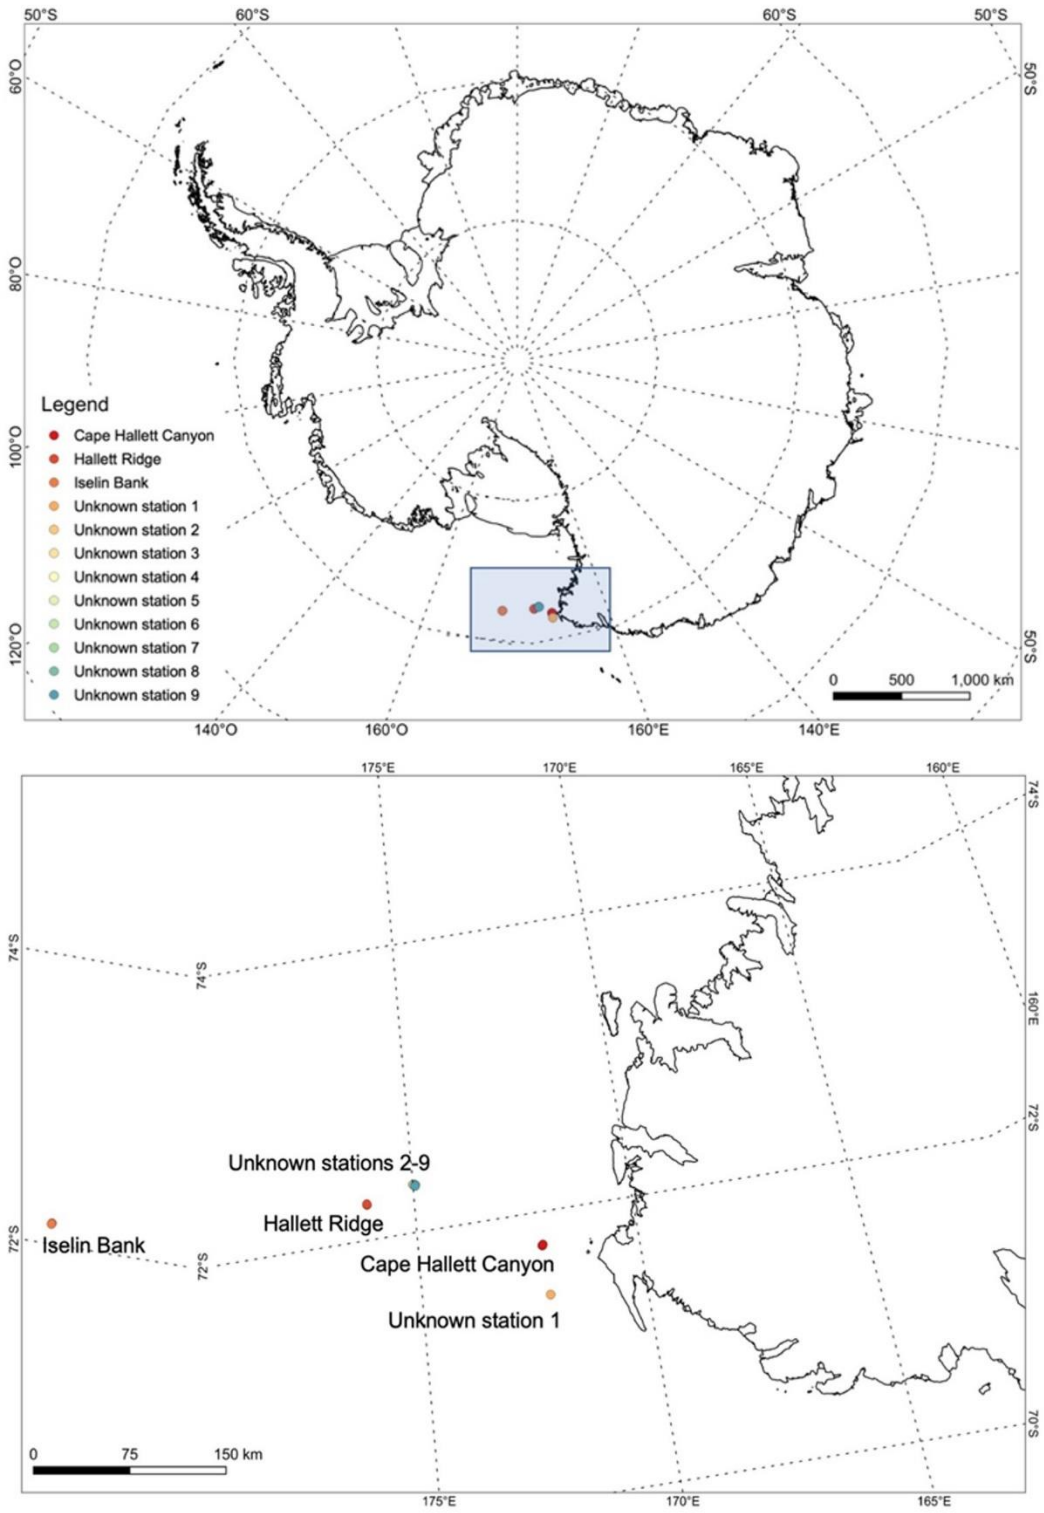 50°S 60°S 60°S 50°S
60°O
50°S
80°O
Legend
Cape Hallett Canyon
Hallett Ridge
Iselin Bank
Unknown station 1
Unknown station 2
Unknown station 3
Unknown station 4
Unknown station 5
Unknown station 6
Unknown station 7
Unknown station 8
Unknown station 9
100°O
120°O
50°S
0 500 1,000 km
140°O 160°O 160°E 140°E
175°E 170°E 165°E 160°E
74°S
74°S
74°S
160°E
72°S
Unknown stations 2-9
Hallett Ridge
Iselin Bank
72°S
72°S
Cape Hallett Canyon
Unknown station 1
70°S
0 75 150 km
175°E 170°E 165°E